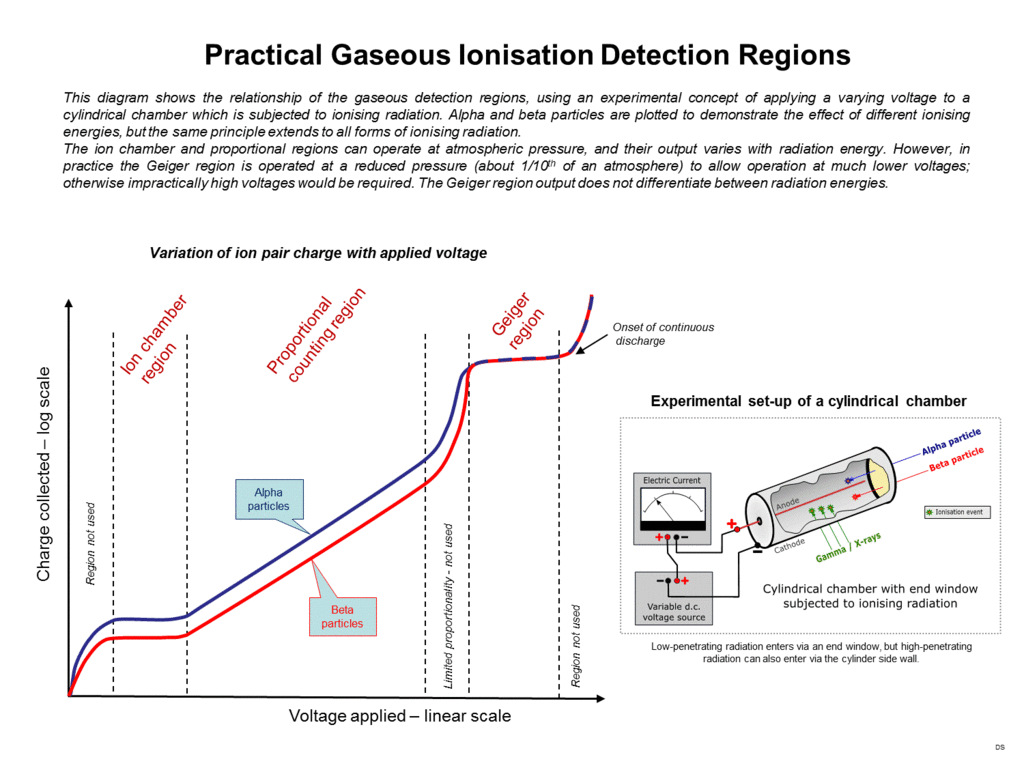 Practical Gaseous Ionisation Detection Regions
This diagram shows the relationship of the gaseous detection regions, using an experimental concept of applying a varying voltage to a
cylindrical chamber which is subjected to ionising radiation. Alpha and beta particles are plotted to demonstrate the effect of different ionising
energies, but the same principle extends to all forms of ionising radiation.
The ion chamber and proportional regions can operate at atmospheric pressure, and their output varies with radiation energy. However, in
practice the Geiger region is operated at a reduced pressure (about 1/10th of an atmosphere) to allow operation at much lower voltages;
otherwise impractically high voltages would be required. The Geiger region output does not differentiate between radiation energies.
Variation of ion pair charge with applied voltage
Charge collected – log scale
Region not used
Ion chamber
region
Proportional
counting region
Geiger
region
Onset of continuous
discharge
Alpha
particles
Beta
particles
Limited proportionality - not used
Region not used
Voltage applied – linear scale
Experimental set-up of a cylindrical chamber
Electric Current
+ -
- +
Variable d.c.
voltage source
+
-
Anode
Cathode
Alpha particle
Beta particle
Gamma / X-rays
Ionisation event
Cylindrical chamber with end window
subjected to ionising radiation
Low-penetrating radiation enters via an end window, but high-penetrating
radiation can also enter via the cylinder side wall.
DS